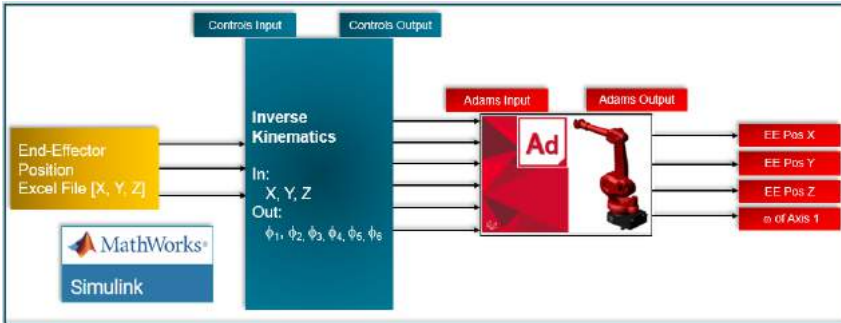 Controls Input
Controls Output
End-Effector
Position
Excel File [X, Y, Z]
MathWorks®
Simulink
Inverse
Kinematics
In:
X, Y, Z
Out:
ϕ1, ϕ2, ϕ3, ϕ4, ϕ5, ϕ6
Adams Input
Adams Output
Ad
EE Pos X
EE Pos Y
EE Pos Z
ω of Axis 1